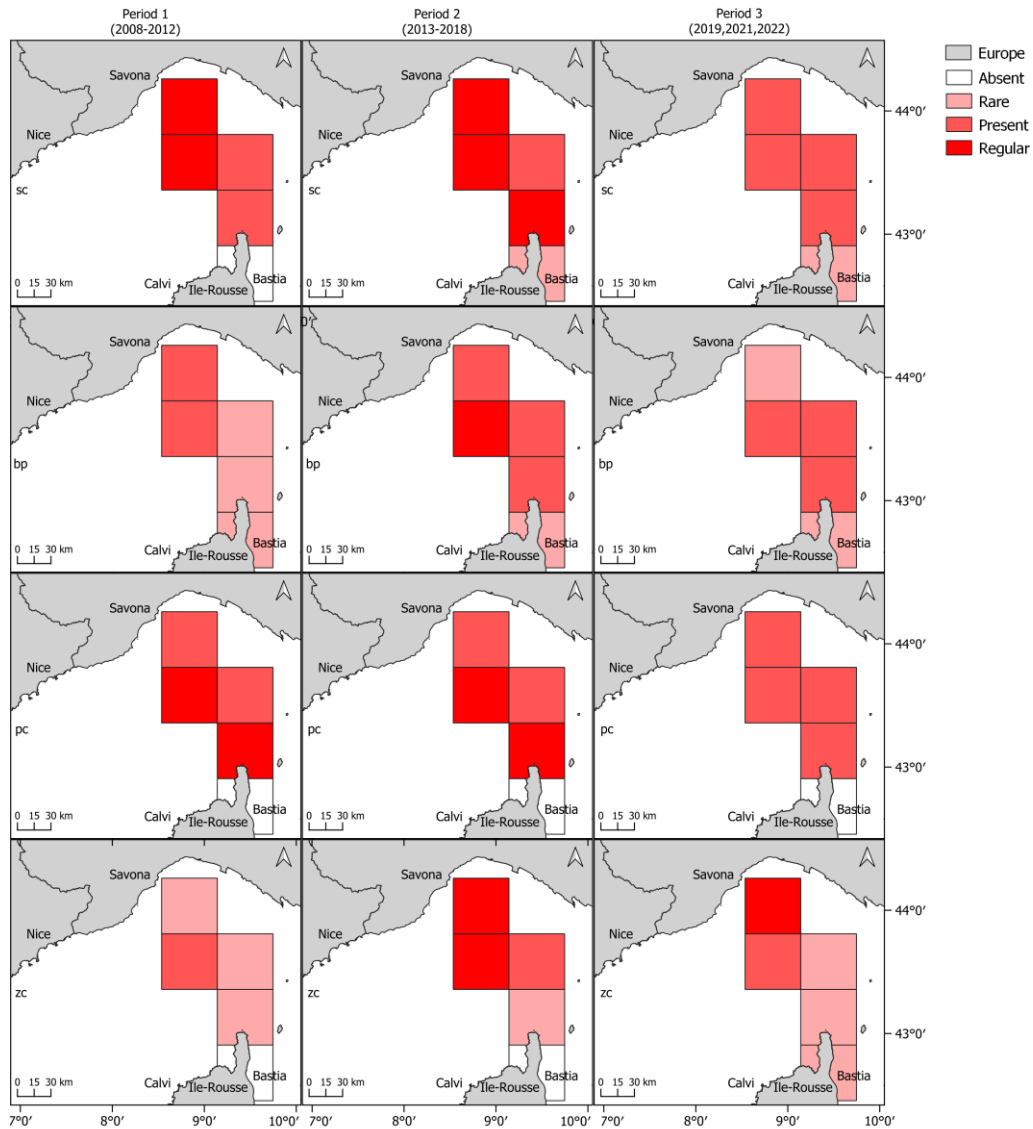 Period 1
(2008-2012)
Period 2
(2013-2018)
Period 3
(2019,2021,2022)
Europe
Absent
Rare
Present
Regular
Savona
Nice
sc
Calvi
Ile-Rousse
Bastia
0 15 30 km
Savona
Nice
sc
Calvi
Ile-Rousse
Bastia
0 15 30 km
Savona
Nice
sc
Calvi
Ile-Rousse
Bastia
0 15 30 km
44°0′
43°0′
Savona
Nice
bp
Calvi
Ile-Rousse
Bastia
0 15 30 km
0′
Savona
Nice
bp
Calvi
Ile-Rousse
Bastia
0 15 30 km
Savona
Nice
bp
Calvi
Ile-Rousse
Bastia
0 15 30 km
44°0′
43°0′
Savona
Nice
pc
Calvi
Ile-Rousse
Bastia
0 15 30 km
Savona
Nice
pc
Calvi
Ile-Rousse
Bastia
0 15 30 km
Savona
Nice
pc
Calvi
Ile-Rousse
Bastia
0 15 30 km
44°0′
43°0′
Savona
Nice
zc
Calvi
Ile-Rousse
Bastia
0 15 30 km
Savona
Nice
zc
Calvi
Ile-Rousse
Bastia
0 15 30 km
Savona
Nice
zc
Calvi
Ile-Rousse
Bastia
0 15 30 km
44°0′
43°0′
7°0′ 8°0′ 9°0′ 10°0′ 8°0′ 9°0′ 10°0′ 7°0′ 8°0′ 9°0′ 10°0′